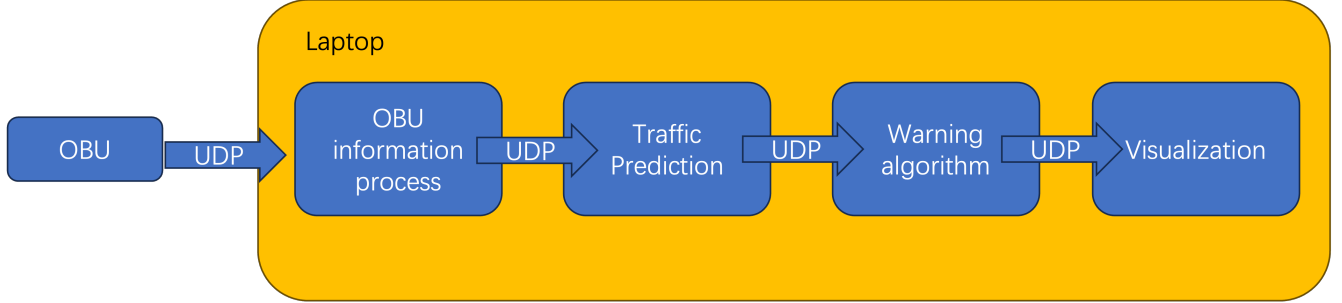 Laptop
OBU
UDP
OBU
information
process
UDP
Traffic
Prediction
UDP
Warning
algorithm
UDP
Visualization